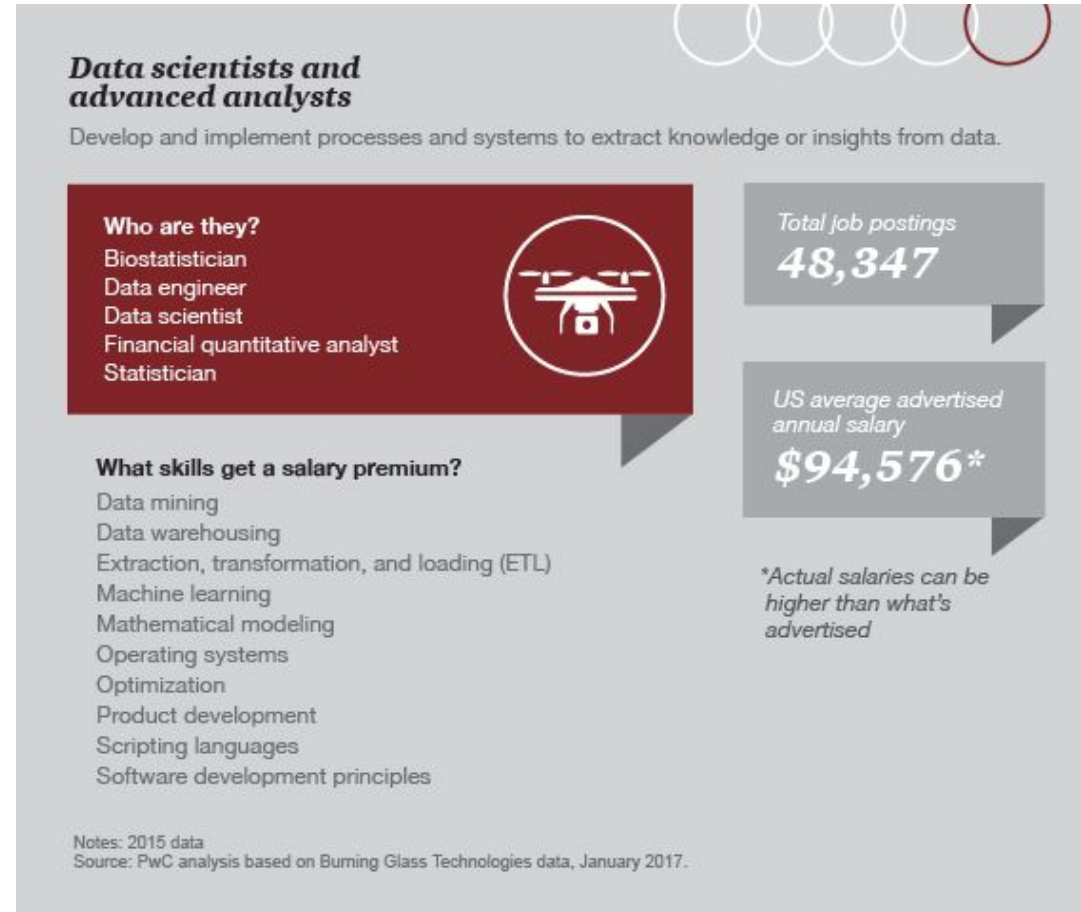 Data scientists and
advanced analysts
Develop and implement processes and systems to extract knowledge or insights from data.
Who are they?
Biostatistician
Data engineer
Data scientist
Financial quantitative analyst
Statistician
Total job postings
48,347
US average advertised
annual salary
$94,576*
*Actual salaries can be
higher than what's
advertised
What skills get a salary premium?
Data mining
Data warehousing
Extraction, transformation, and loading (ETL)
Machine learning
Mathematical modeling
Operating systems
Optimization
Product development
Scripting languages
Software development principles
Notes: 2015 data
Source: PwC analysis based on Burning Glass Technologies data, January 2017.